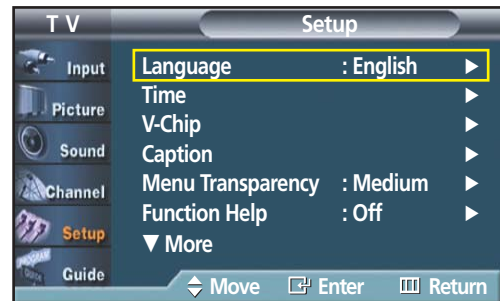 T V Setup
Input
Picture
Sound
Channel
Setup
Guide
Language : English ▶
Time ▶
V-Chip ▶
Caption ▶
Menu Transparency : Medium ▶
Function Help : Off ▶
▼ More
Move Enter Return